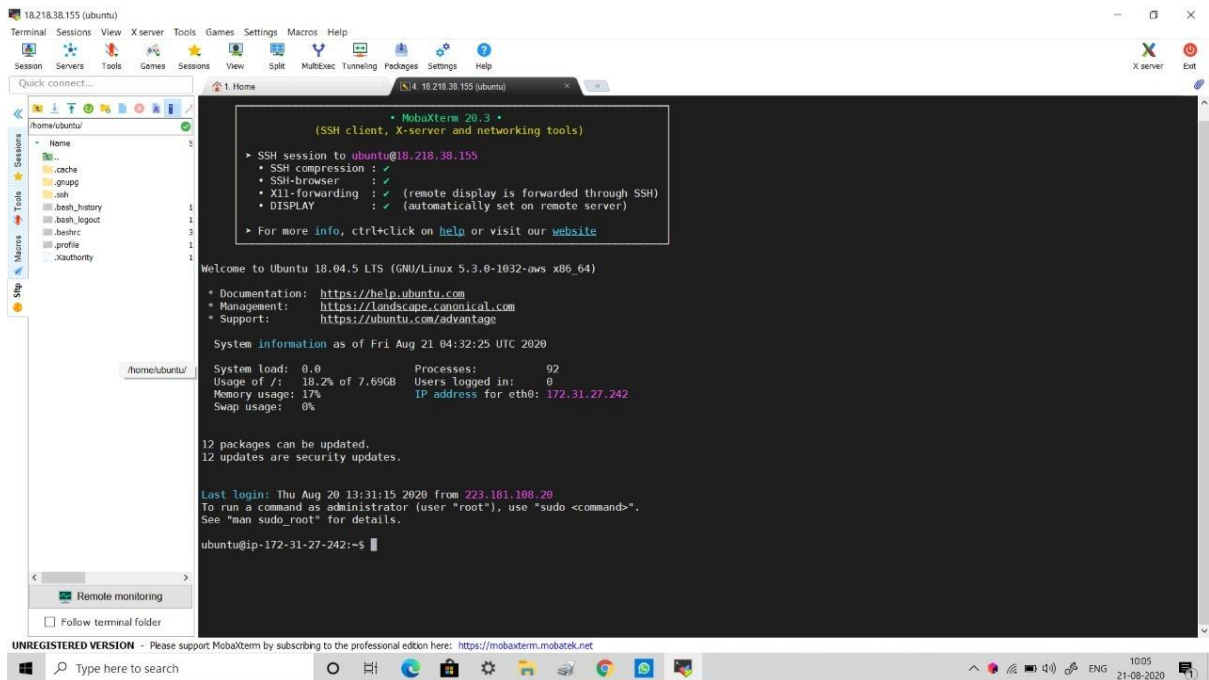 18.218.38.155 (ubuntu)
Terminal Sessions View X server Tools Games Settings Macros Help
Session Servers Tools Games Sessions View Split MultiExec Tunneling Packages Settings Help X server Exit
Quick connect...
1. Home
4. 18.218.38.155 (ubuntu)
/home/ubuntu/
Name S
..
.cache
.gnupg
.ssh
.bash_history 1
.bash_logout 1
.bashrc 3
.profile 1
.Xauthority 1
Sessions
Tools
Macros
Sftp
/home/ubuntu/
Remote monitoring
Follow terminal folder
• MobaXterm 20.3 •
(SSH client, X-server and networking tools)
➤ SSH session to ubuntu@18.218.38.155
• SSH compression : ✔
• SSH-browser : ✔
• X11-forwarding : ✔ (remote display is forwarded through SSH)
• DISPLAY : ✔ (automatically set on remote server)
➤ For more info, ctrl+click on help or visit our website
Welcome to Ubuntu 18.04.5 LTS (GNU/Linux 5.3.0-1032-aws x86_64)
* Documentation: https://help.ubuntu.com
* Management: https://landscape.canonical.com
* Support: https://ubuntu.com/advantage
System information as of Fri Aug 21 04:32:25 UTC 2020
System load: 0.0 Processes: 92
Usage of /: 18.2% of 7.69GB Users logged in: 0
Memory usage: 17% IP address for eth0: 172.31.27.242
Swap usage: 0%
12 packages can be updated.
12 updates are security updates.
Last login: Thu Aug 20 13:31:15 2020 from 223.181.108.20
To run a command as administrator (user "root"), use "sudo <command>".
See "man sudo_root" for details.
ubuntu@ip-172-31-27-242:~$
UNREGISTERED VERSION - Please support MobaXterm by subscribing to the professional edition here: https://mobaxterm.mobatek.net
Type here to search
ENG
10:05
21-08-2020